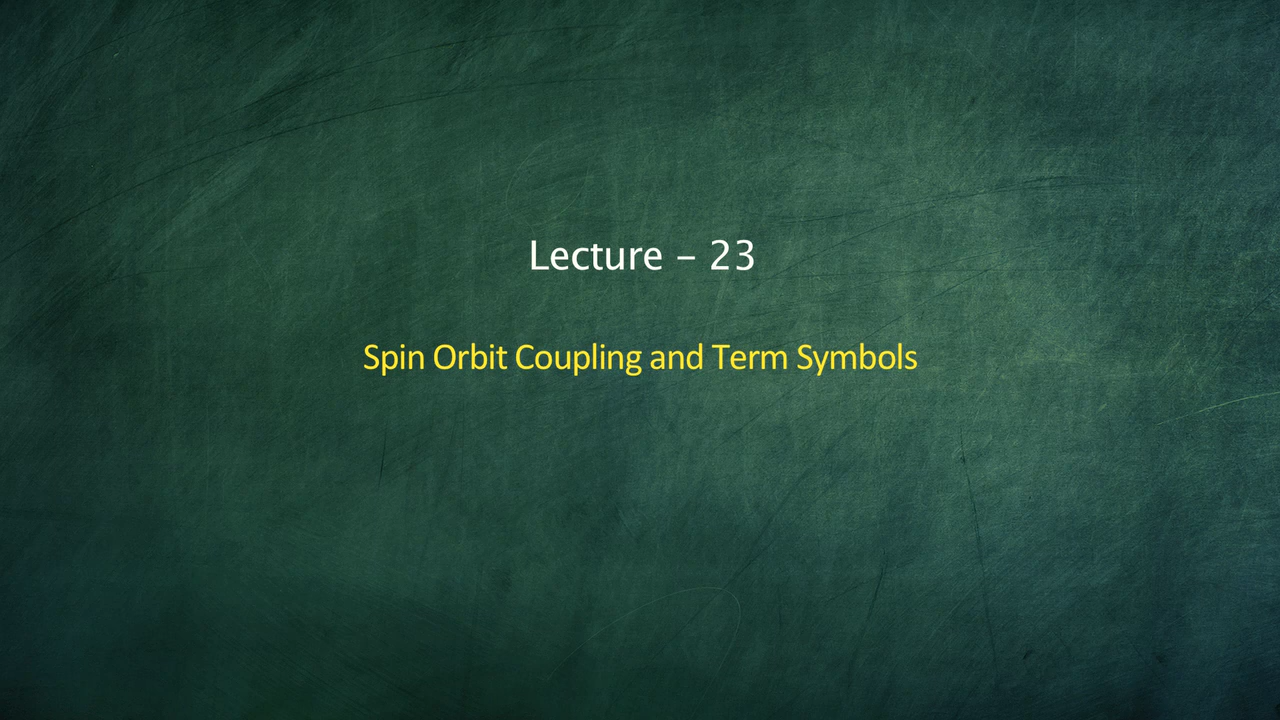 Lecture – 23
Spin Orbit Coupling and Term Symbols